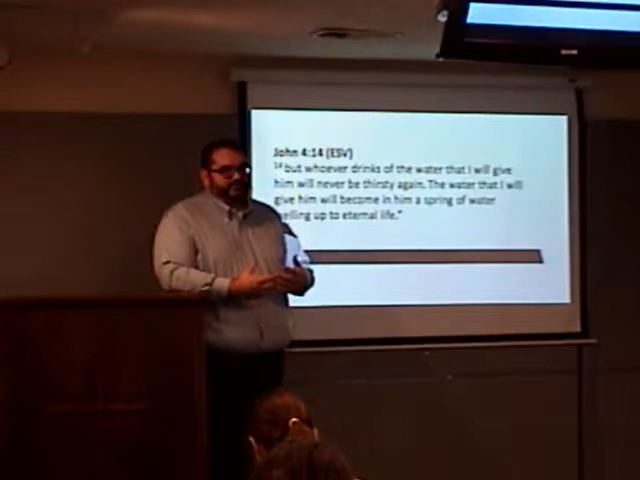 John 4:14 (ESV)
14 but whoever drinks of the water that I will give
him will never be thirsty again. The water that I will
give him will become in him a spring of water
welling up to eternal life."